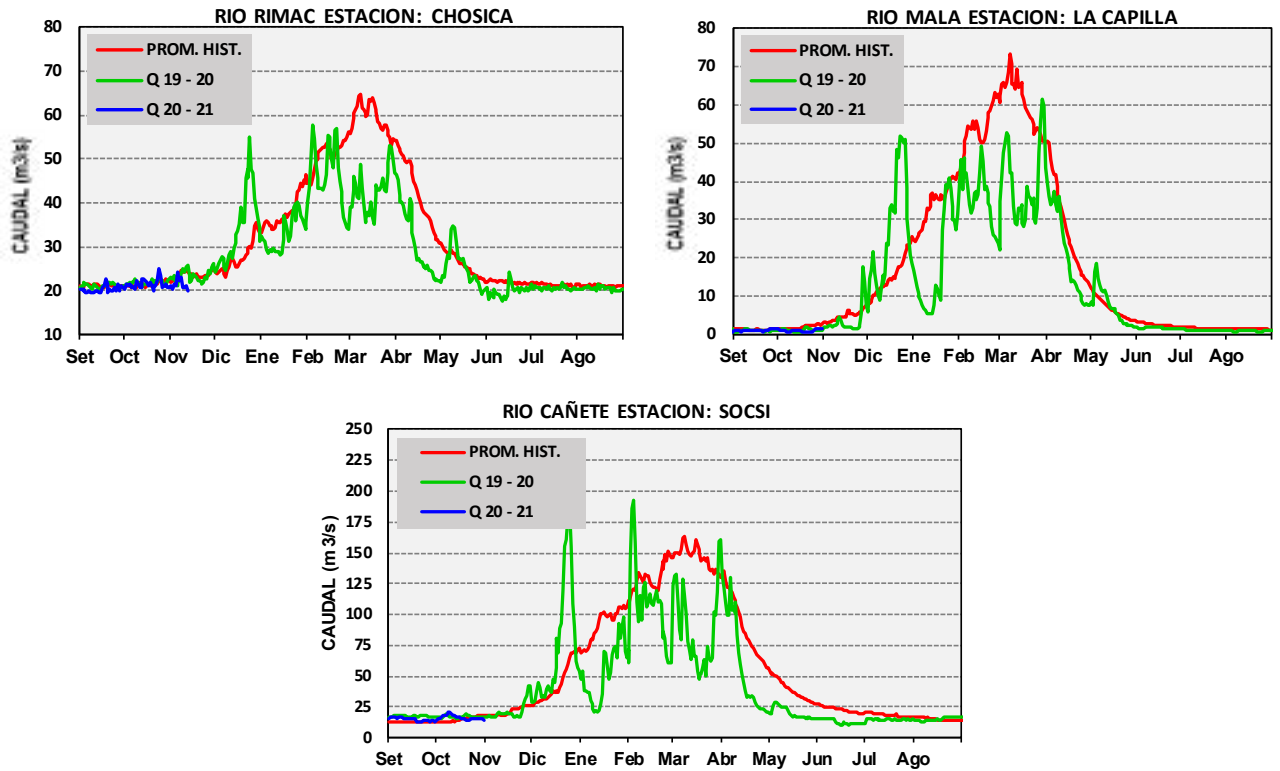 RIO RIMAC ESTACION: CHOSICA
PROM. HIST.
Q 19 - 20
Q 20 - 21
CAUDAL (m3/s)
80
70
60
50
40
30
20
10
Set Oct Nov Dic Ene Feb Mar Abr May Jun Jul Ago
RIO MALA ESTACION: LA CAPILLA
PROM. HIST.
Q 19 - 20
Q 20 - 21
CAUDAL (m3/s)
80
70
60
50
40
30
20
10
0
Set Oct Nov Dic Ene Feb Mar Abr May Jun Jul Ago
RIO CAÑETE ESTACION: SOCSI
PROM. HIST.
Q 19 - 20
Q 20 - 21
CAUDAL (m 3/s )
250
225
200
175
150
125
100
75
50
25
0
Set Oct Nov Dic Ene Feb Mar Abr May Jun Jul Ago